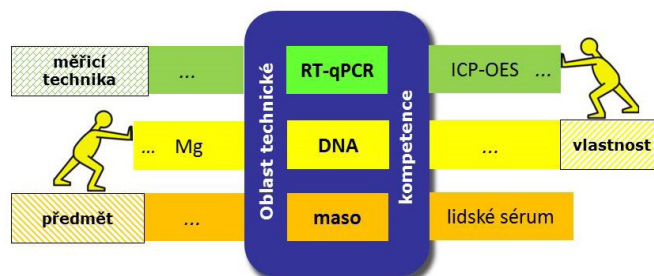 měřicí
technika
...
RT-qPCR
ICP-OES ...
... Mg
DNA
...
vlastnost
předmět
...
maso
lidské sérum
Oblast technické
kompetence